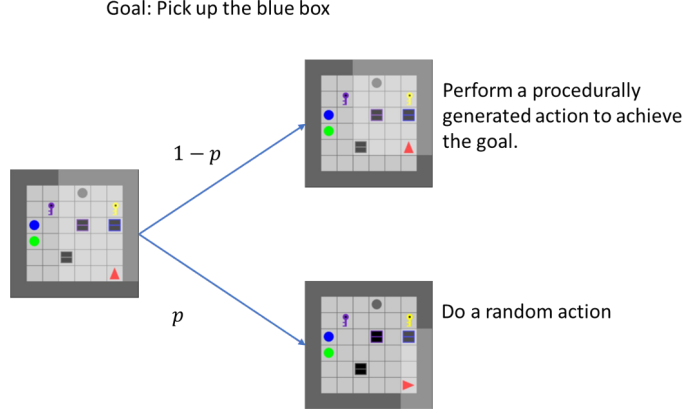 Goal: Pick up the blue box
1 − p
Perform a procedurally
generated action to achieve
the goal.
p
Do a random action